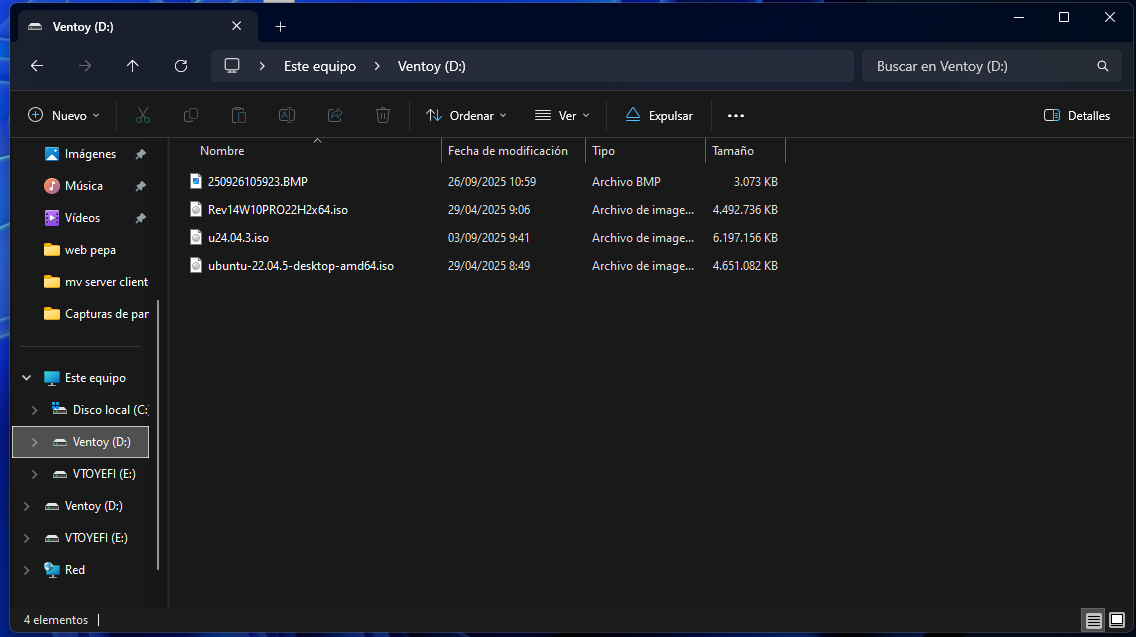 Ventoy (D:)
Este equipo > Ventoy (D:)
Buscar en Ventoy (D:)
Nuevo
Ordenar
Ver
Expulsar
Detalles
Imágenes
Música
Vídeos
web pepa
mv server client
Capturas de pan
Este equipo
Disco local (C:)
Ventoy (D:)
VTOYEFI (E:)
Ventoy (D:)
VTOYEFI (E:)
Red
Nombre Fecha de modificación Tipo Tamaño
250926105923.BMP 26/09/2025 10:59 Archivo BMP 3.073 KB
Rev14W10PRO22H2x64.iso 29/04/2025 9:06 Archivo de image... 4.492.736 KB
u24.04.3.iso 03/09/2025 9:41 Archivo de image... 6.197.156 KB
ubuntu-22.04.5-desktop-amd64.iso 29/04/2025 8:49 Archivo de image... 4.651.082 KB
4 elementos